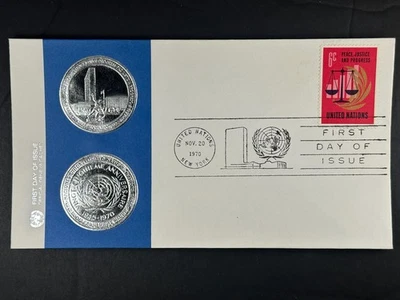 FIRST DAY OF ISSUE
1945-1970
6c
PEACE, JUSTICE
AND PROGRESS
UNITED NATIONS
UNITED NATIONS
NOV. 20
1970
NEW YORK
FIRST
DAY OF
ISSUE